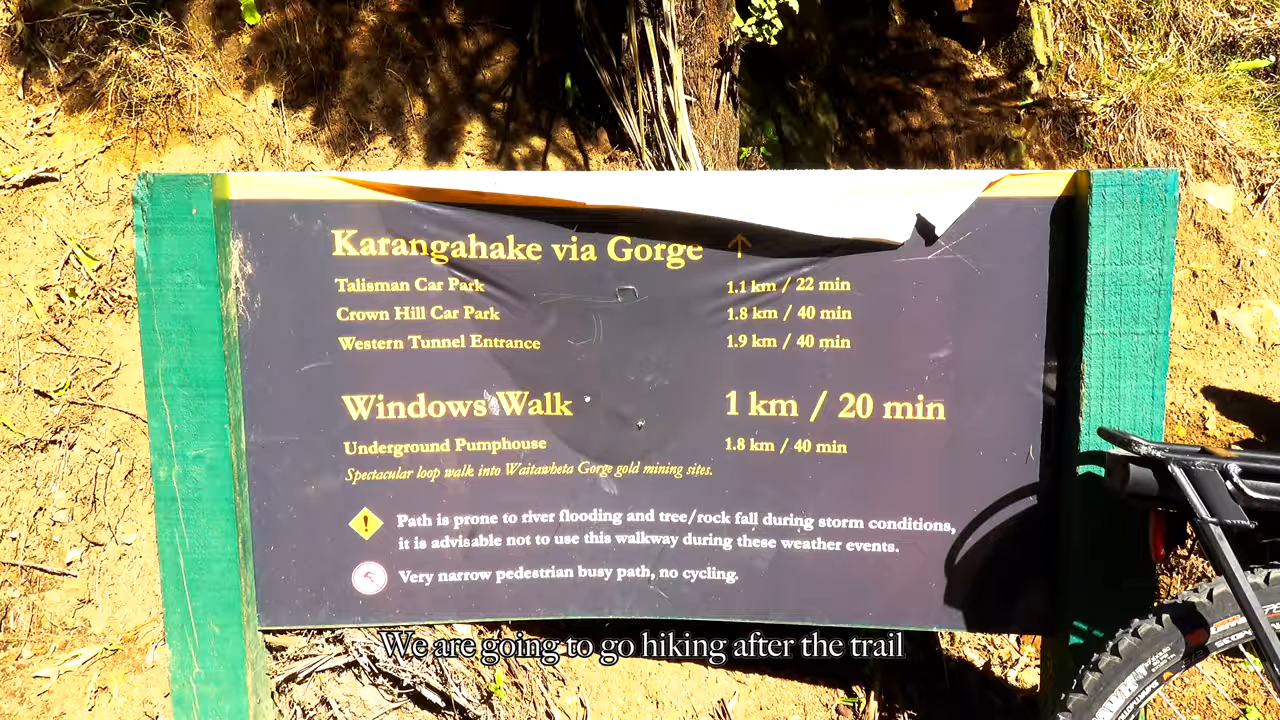 Karangahake via Gorge ↑
Talisman Car Park 1.1 km / 22 min
Crown Hill Car Park 1.8 km / 40 min
Western Tunnel Entrance 1.9 km / 40 min
Windows Walk 1 km / 20 min
Underground Pumphouse 1.8 km / 40 min
Spectacular loop walk into Waitawheta Gorge gold mining sites.
Path is prone to river flooding and tree/rock fall during storm conditions,
it is advisable not to use this walkway during these weather events.
Very narrow pedestrian busy path, no cycling.
We are going to go hiking after the trail